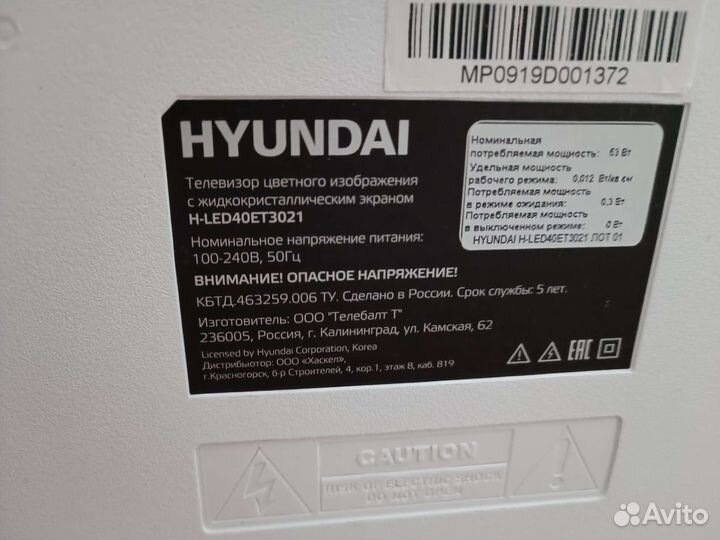 MP0919D001372
HYUNDAI
Телевизор цветного изображения
с жидкокристаллическим экраном
H-LED40ET3021
Номинальное напряжение питания:
100-240В, 50Гц
ВНИМАНИЕ! ОПАСНОЕ НАПРЯЖЕНИЕ!
КБТД.463259.006 ТУ. Сделано в России. Срок службы: 5 лет.
Изготовитель: ООО "Телебалт Т"
236005, Россия, г. Калининград, ул. Камская, 62
Licensed by Hyundai Corporation, Korea
Дистрибьютор: ООО «Хаскел»,
г.Красногорск, б-р Строителей, 4, кор.1, этаж 8, каб. 819
EAC
Номинальная
потребляемая мощность: 63 Вт
Удельная мощность
рабочего режима: 0,012 Вт/кв см
Потребляемая мощность
в режиме ожидания: 0,3 Вт
Потребляемая мощность
в выключенном режиме: 0 Вт
HYUNDAI H-LED40ET3021 ЛОТ 01
CAUTION
RISK OF ELECTRIC SHOCK
DO NOT OPEN
Avito